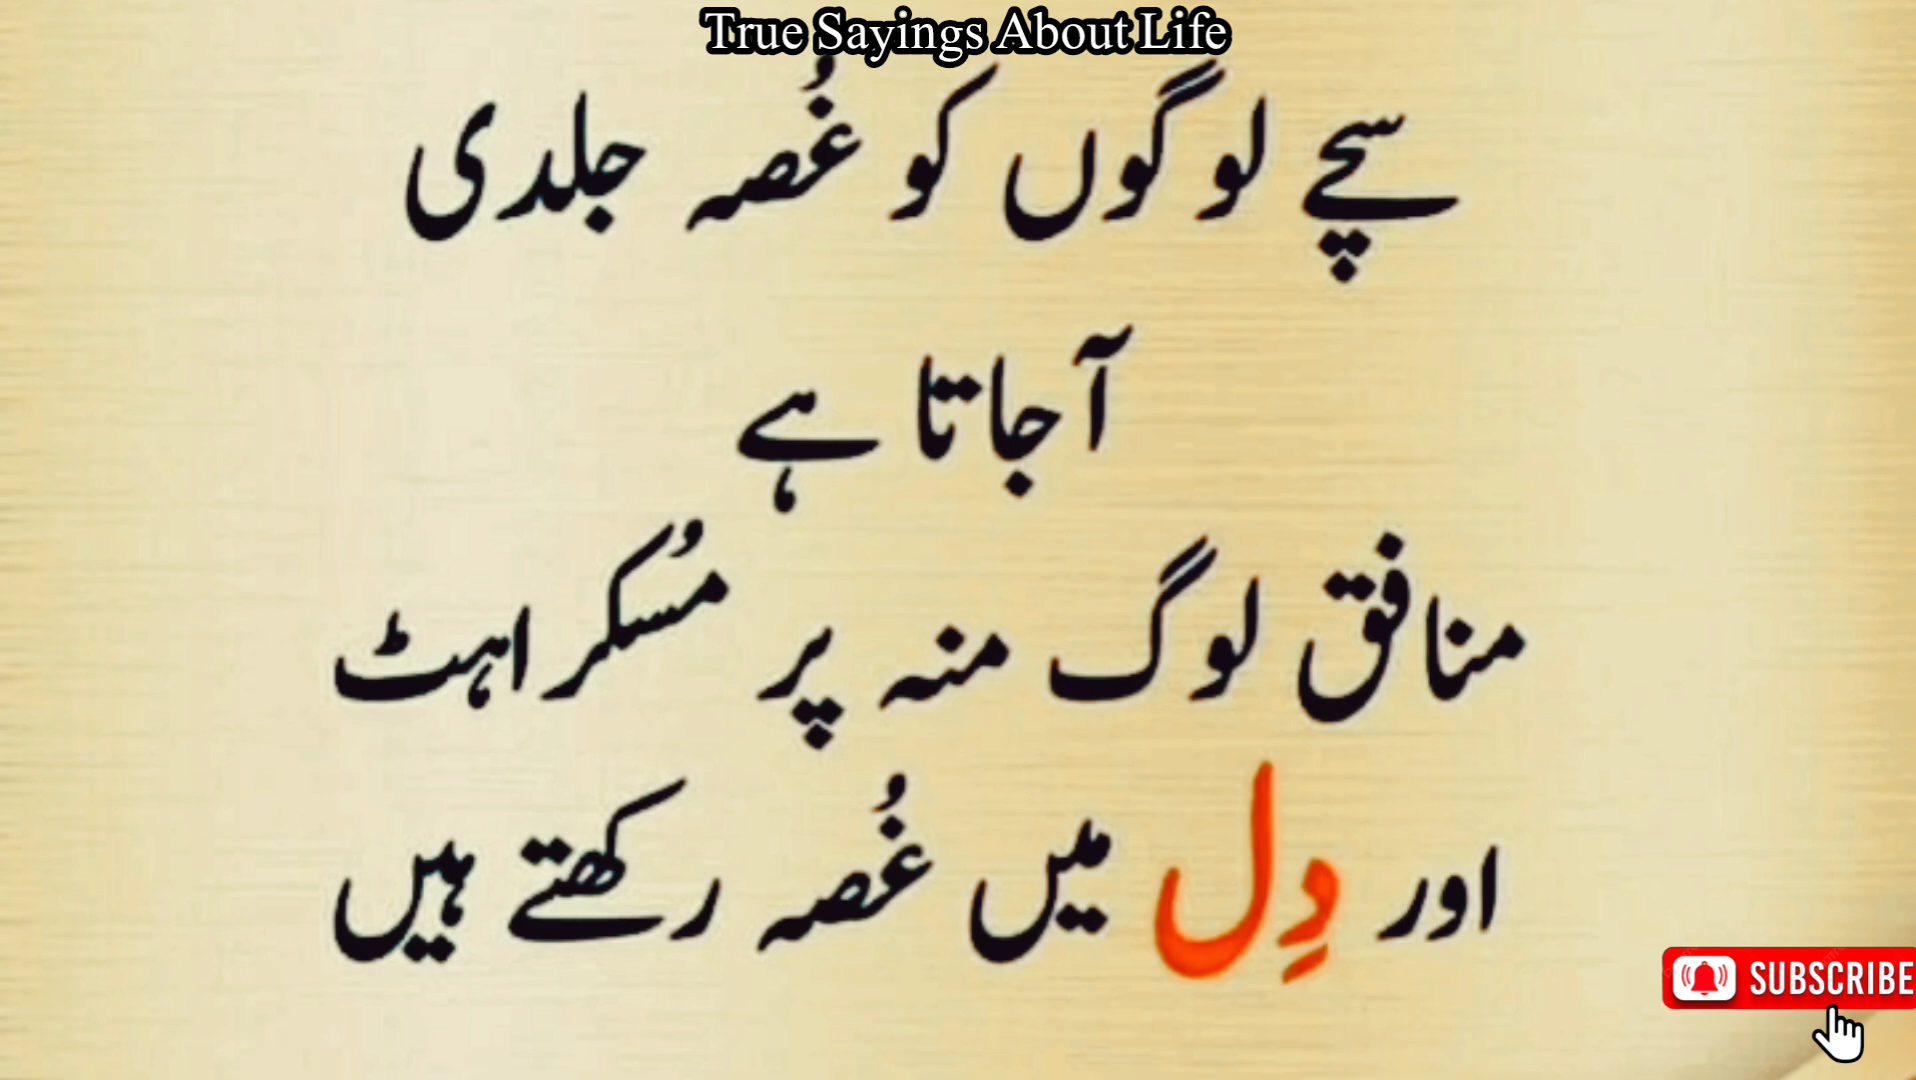 True Sayings About Life
سچے لوگوں کو غُصہ جلدی
آ جاتا ہے
منافق لوگ منہ پر مُسکراہٹ
اور دِل میں غُصہ رکھتے ہیں
SUBSCRIBE